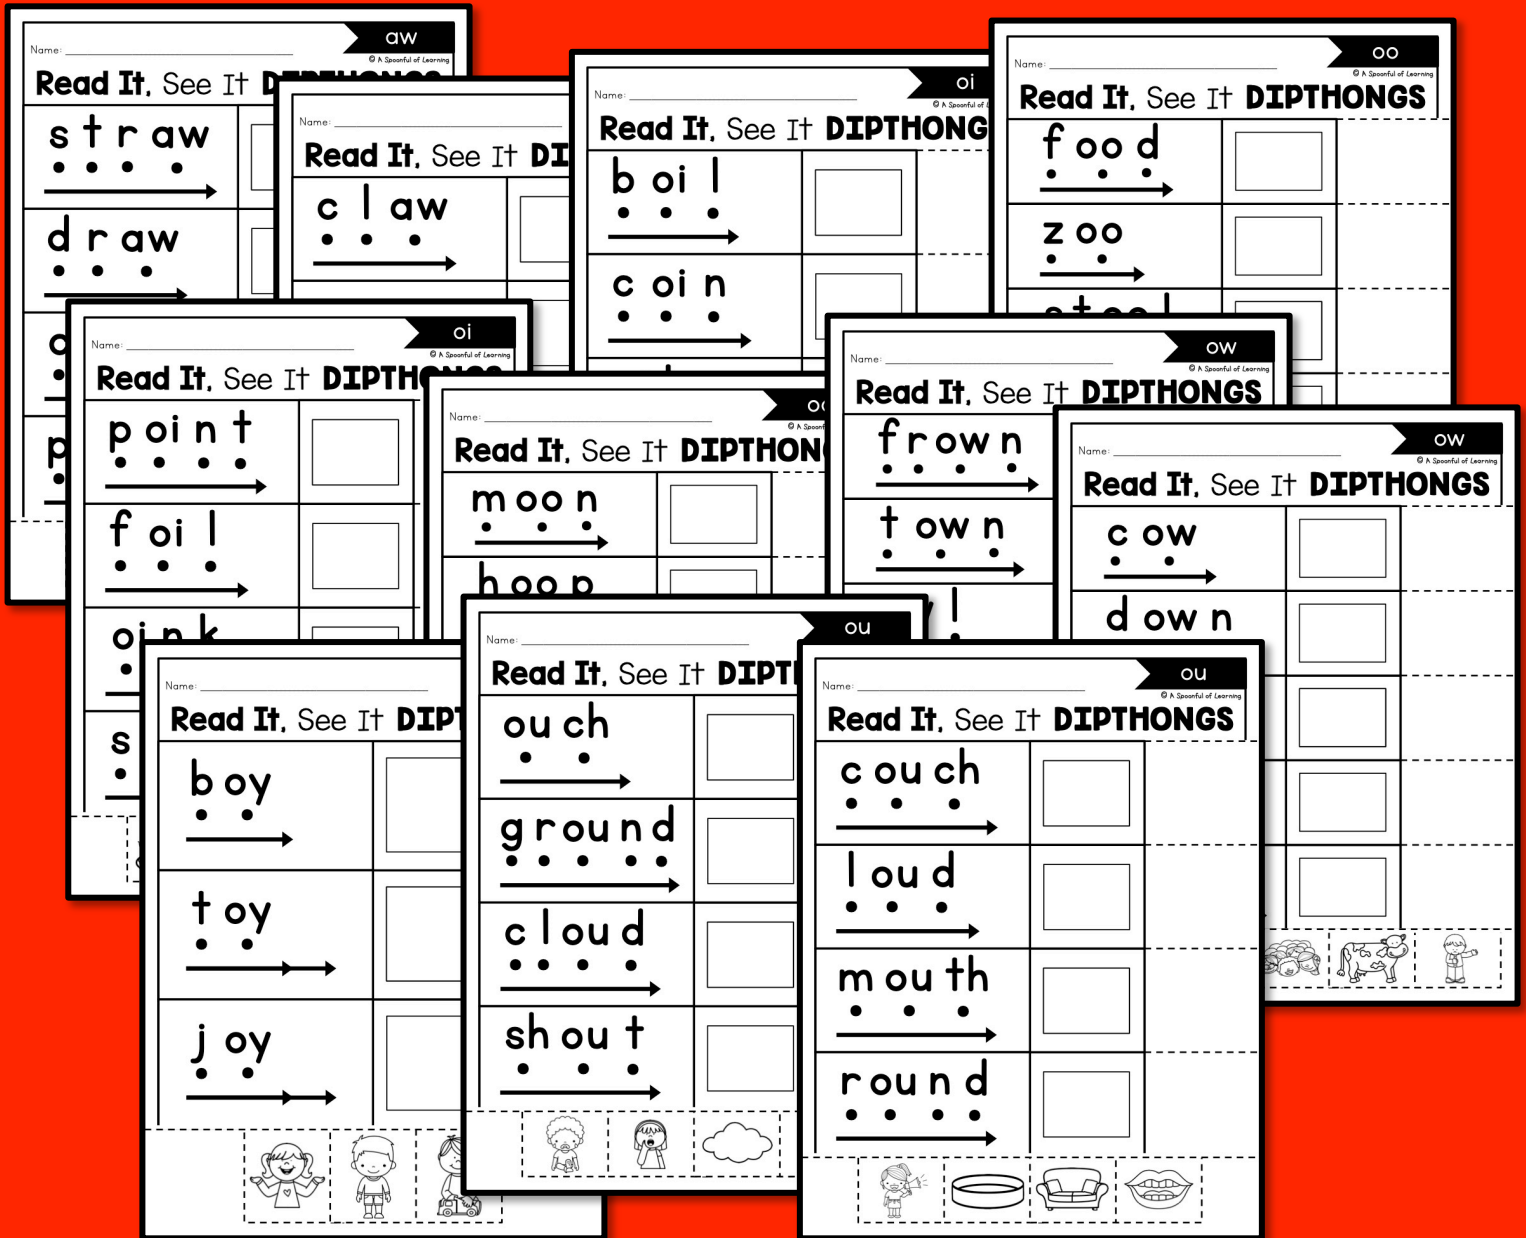 aw
Name:
© A Spoonful of Learning
Read It, See It
straw
draw
Name:
Read It, See It
claw
oi
Name:
Read It, See It
boil
coin
oo
Name:
© A Spoonful of Learning
Read It, See It DIPTHONGS
food
zoo
oi
Name:
© A Spoonful of Learning
Read It, See It
point
foil
oink
Name:
Read It, See It
moon
hoop
ow
Name:
© A Spoonful of Learning
Read It, See It DIPTHONGS
frown
town
ow
Name:
© A Spoonful of Learning
Read It, See It DIPTHONGS
cow
down
Name:
Read It, See It
boy
toy
joy
ou
Name:
Read It, See It
ouch
ground
cloud
shout
ou
Name:
© A Spoonful of Learning
Read It, See It DIPTHONGS
couch
loud
mouth
round